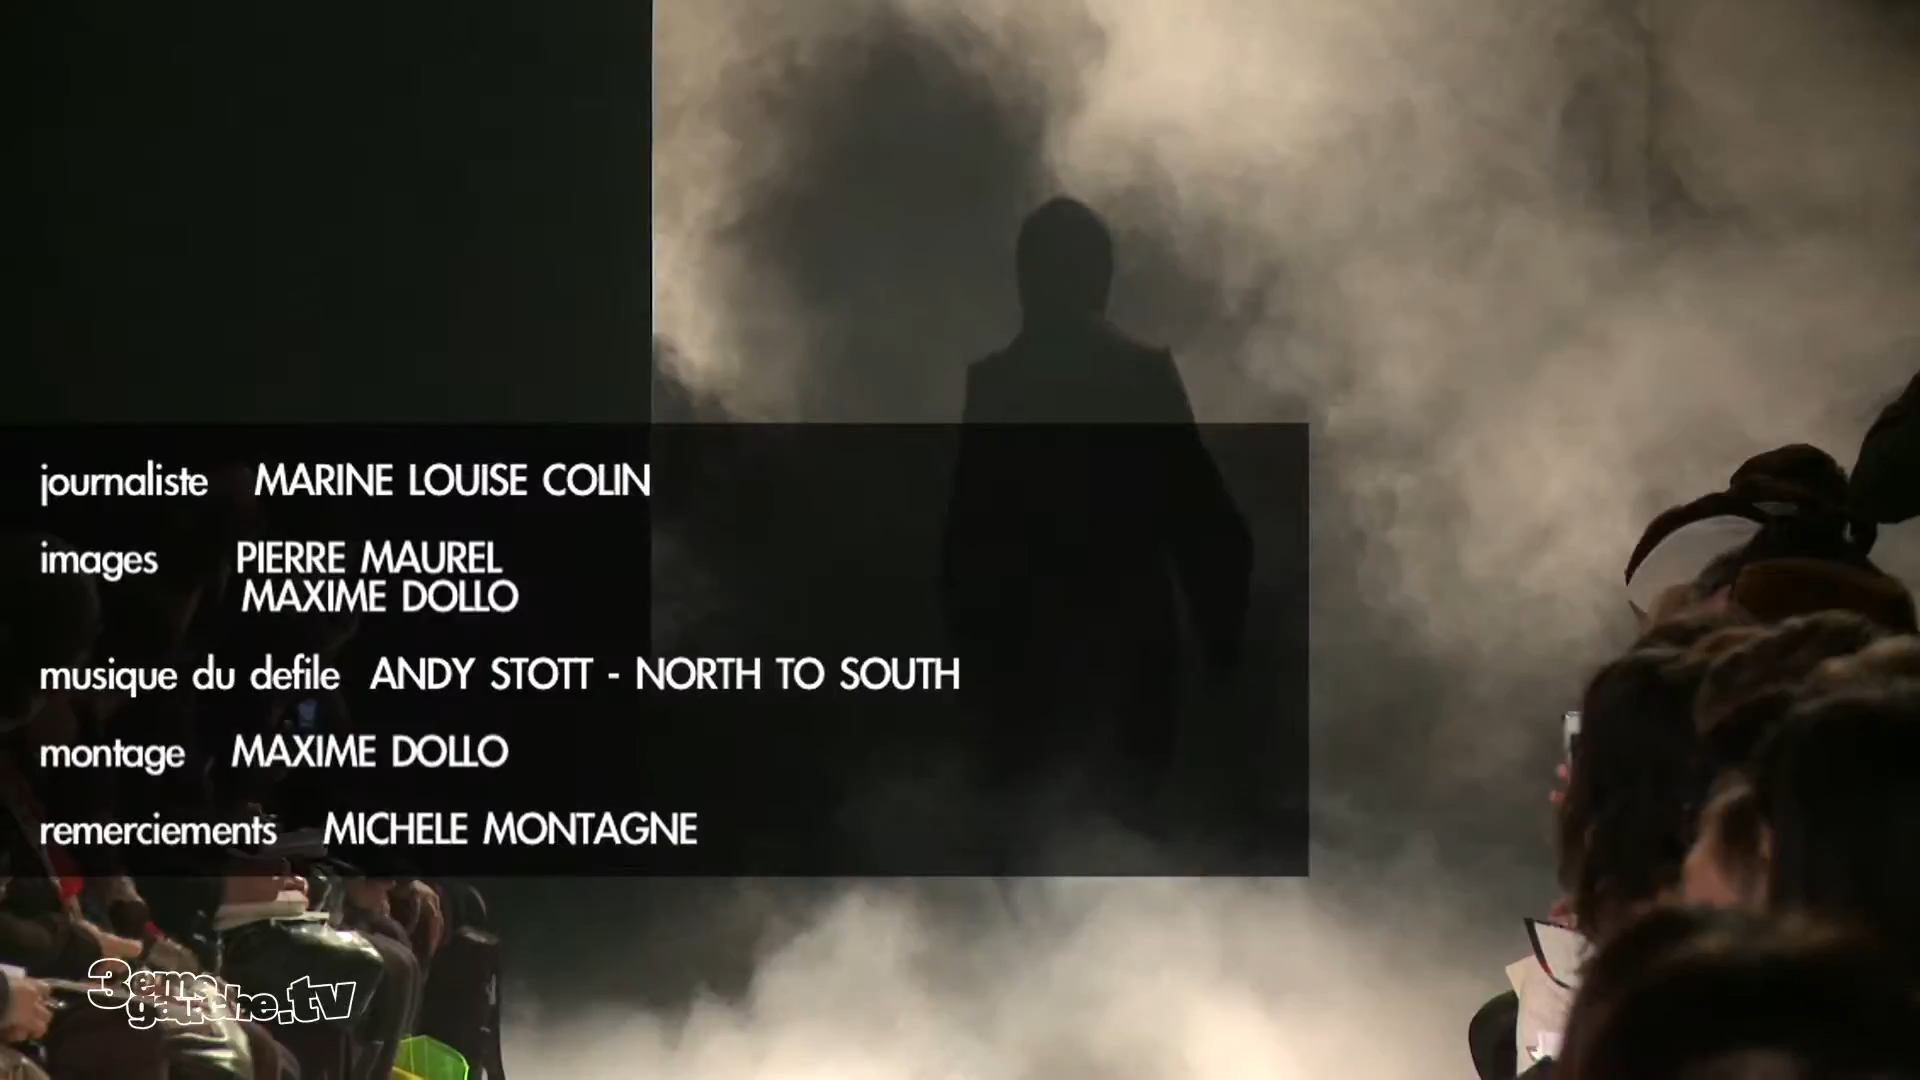 journaliste MARINE LOUISE COLIN
images PIERRE MAUREL
MAXIME DOLLO
musique du defile ANDY STOTT - NORTH TO SOUTH
montage MAXIME DOLLO
remerciements MICHELE MONTAGNE
3eme
gauche.tv